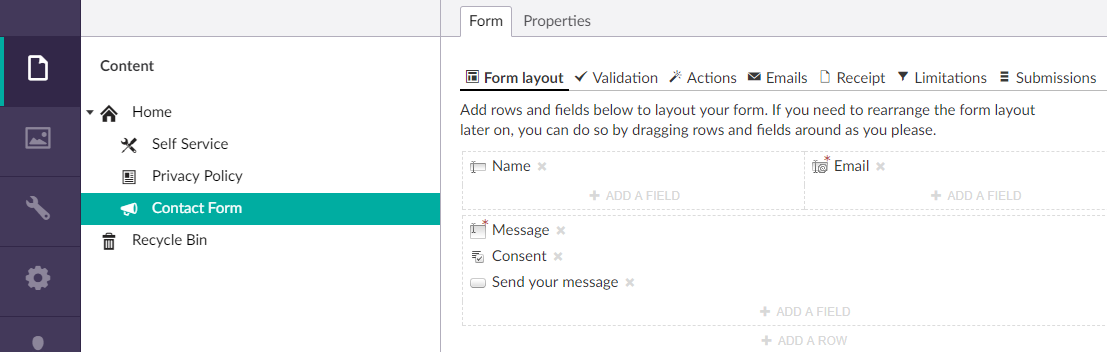 Form Properties
Content
Home
Self Service
Privacy Policy
Contact Form
Recycle Bin
Form layout Validation Actions Emails Receipt Limitations Submissions
Add rows and fields below to layout your form. If you need to rearrange the form layout
later on, you can do so by dragging rows and fields around as you please.
Name Email
ADD A FIELD ADD A FIELD
Message
Consent
Send your message
ADD A FIELD
ADD A ROW